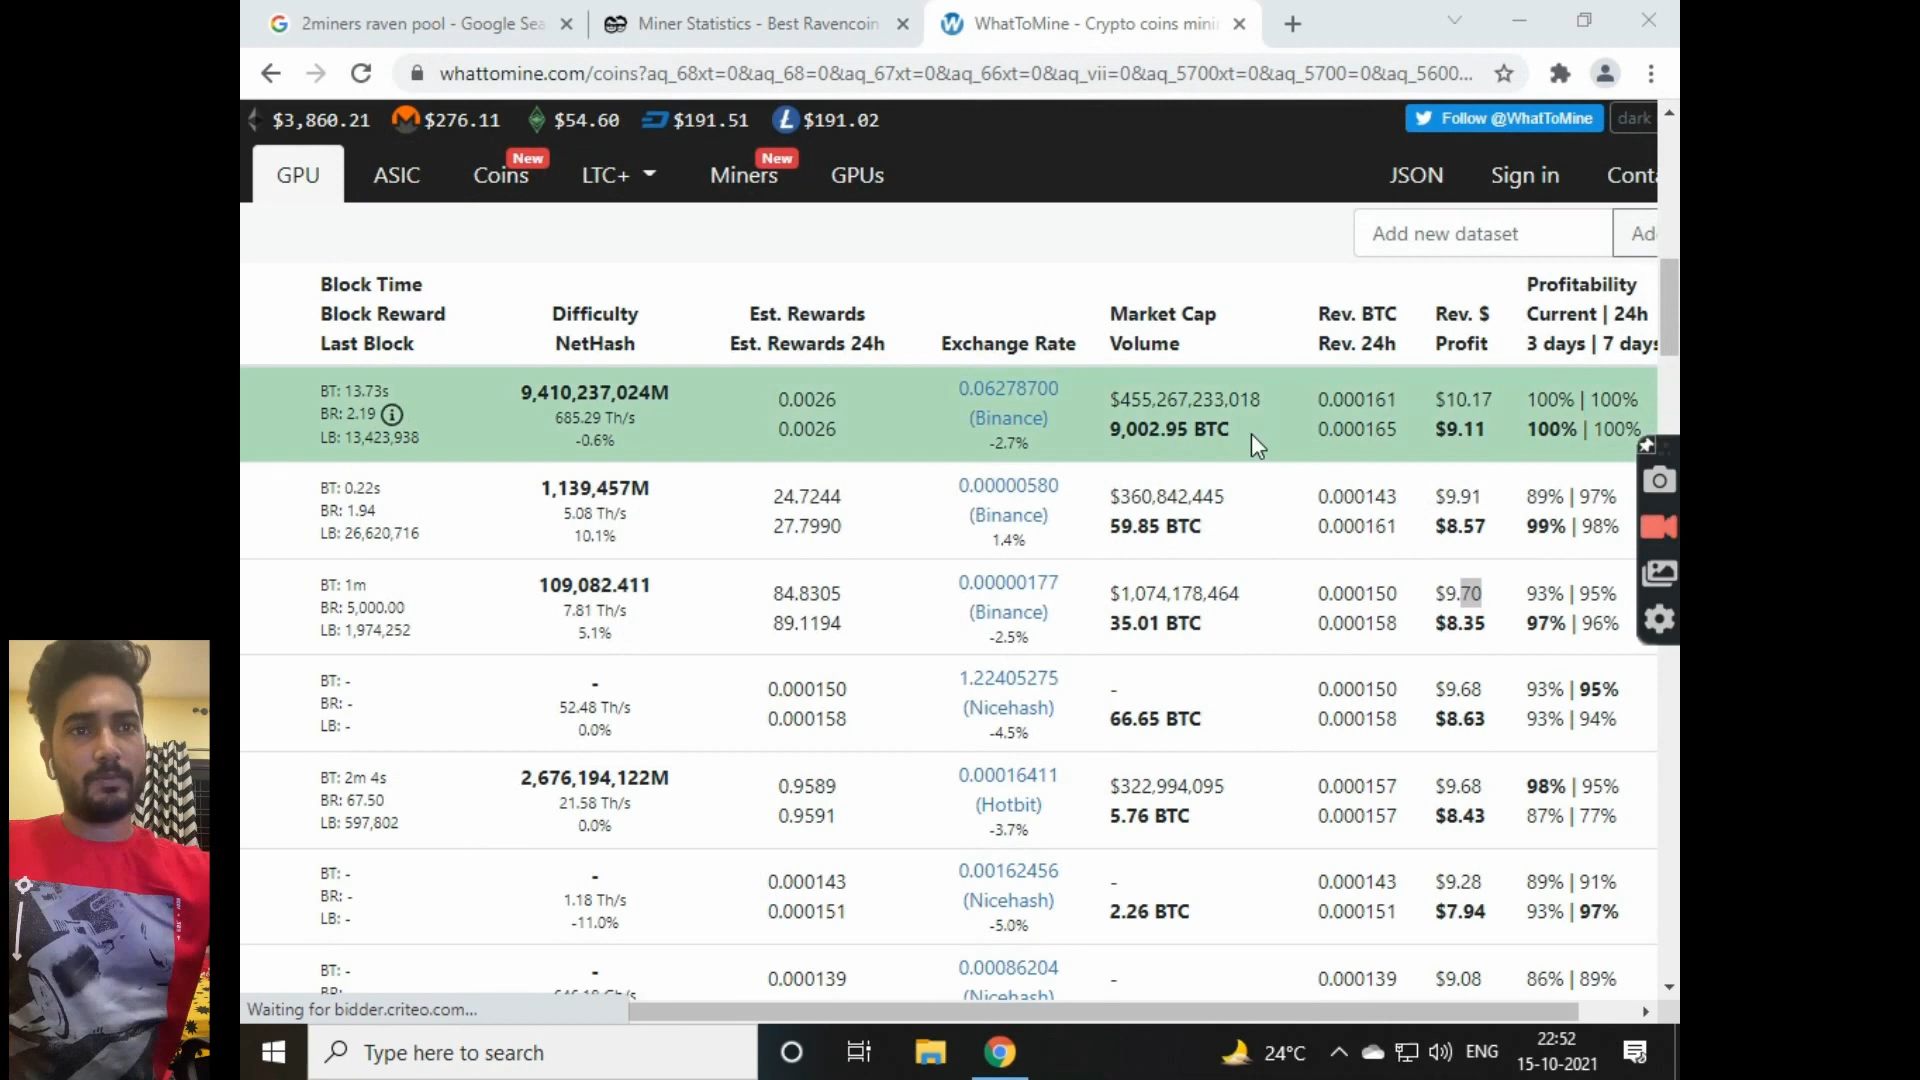 2miners raven pool - Google Sea
Miner Statistics - Best Ravencoin
WhatToMine - Crypto coins mini
whattomine.com/coins?aq_68xt=0&aq_68=0&aq_67xt=0&aq_66xt=0&aq_vii=0&aq_5700xt=0&aq_5700=0&aq_5600...
$3,860.21 $276.11 $54.60 $191.51 $191.02
Follow @WhatToMine
dark
New
New
GPU ASIC Coins LTC+ Miners GPUs JSON Sign in Conta
Add new dataset
Block Time
Block Reward
Last Block
Difficulty
NetHash
Est. Rewards
Est. Rewards 24h
Exchange Rate
Market Cap
Volume
Rev. BTC
Rev. 24h
Rev. $
Profit
Profitability
Current | 24h
3 days | 7 days
BT: 13.73s
BR: 2.19
LB: 13,423,938
9,410,237,024M
685.29 Th/s
-0.6%
0.0026
0.0026
0.06278700
(Binance)
-2.7%
$455,267,233,018
9,002.95 BTC
0.000161
0.000165
$10.17
$9.11
100% | 100%
100% | 100%
BT: 0.22s
BR: 1.94
LB: 26,620,716
1,139,457M
5.08 Th/s
10.1%
24.7244
27.7990
0.00000580
(Binance)
1.4%
$360,842,445
59.85 BTC
0.000143
0.000161
$9.91
$8.57
89% | 97%
99% | 98%
BT: 1m
BR: 5,000.00
LB: 1,974,252
109,082.411
7.81 Th/s
5.1%
84.8305
89.1194
0.00000177
(Binance)
-2.5%
$1,074,178,464
35.01 BTC
0.000150
0.000158
$9.70
$8.35
93% | 95%
97% | 96%
BT: -
BR: -
LB: -
-
52.48 Th/s
0.0%
0.000150
0.000158
1.22405275
(Nicehash)
-4.5%
-
66.65 BTC
0.000150
0.000158
$9.68
$8.63
93% | 95%
93% | 94%
BT: 2m 4s
BR: 67.50
LB: 597,802
2,676,194,122M
21.58 Th/s
0.0%
0.9589
0.9591
0.00016411
(Hotbit)
-3.7%
$322,994,095
5.76 BTC
0.000157
0.000157
$9.68
$8.43
98% | 95%
87% | 77%
BT: -
BR: -
LB: -
-
1.18 Th/s
-11.0%
0.000143
0.000151
0.00162456
(Nicehash)
-5.0%
-
2.26 BTC
0.000143
0.000151
$9.28
$7.94
89% | 91%
93% | 97%
BT: -
BR: -
-
0.000139
0.00086204
(Nicehash)
-
0.000139
$9.08
86% | 89%
Waiting for bidder.criteo.com...
Type here to search
24°C
ENG
22:52
15-10-2021